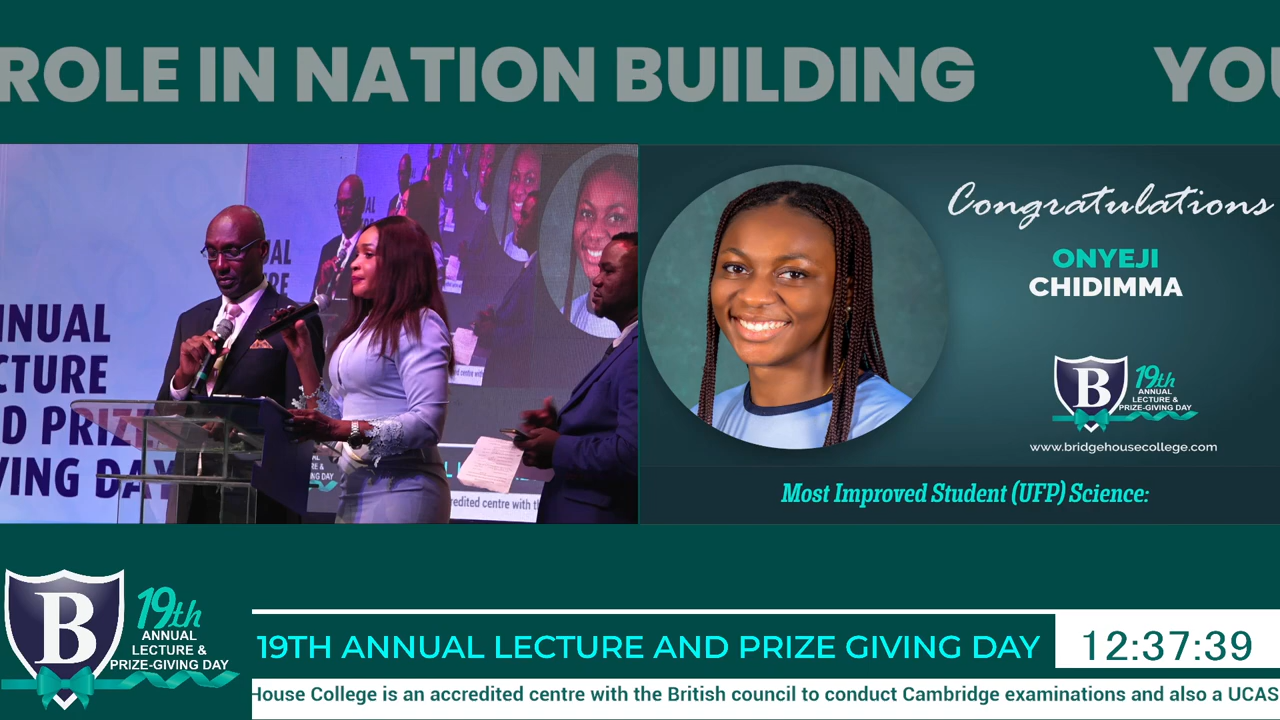 ROLE IN NATION BUILDING YOU
NNUAL
CTURE
D PRIZE
VING DAY
Congratulations
ONYEJI
CHIDIMMA
B
19th
ANNUAL
LECTURE &
PRIZE-GIVING DAY
www.bridgehousecollege.com
Most Improved Student (UFP) Science:
B
19th
ANNUAL
LECTURE &
PRIZE-GIVING DAY
19TH ANNUAL LECTURE AND PRIZE GIVING DAY
12:37:39
House College is an accredited centre with the British council to conduct Cambridge examinations and also a UCAS